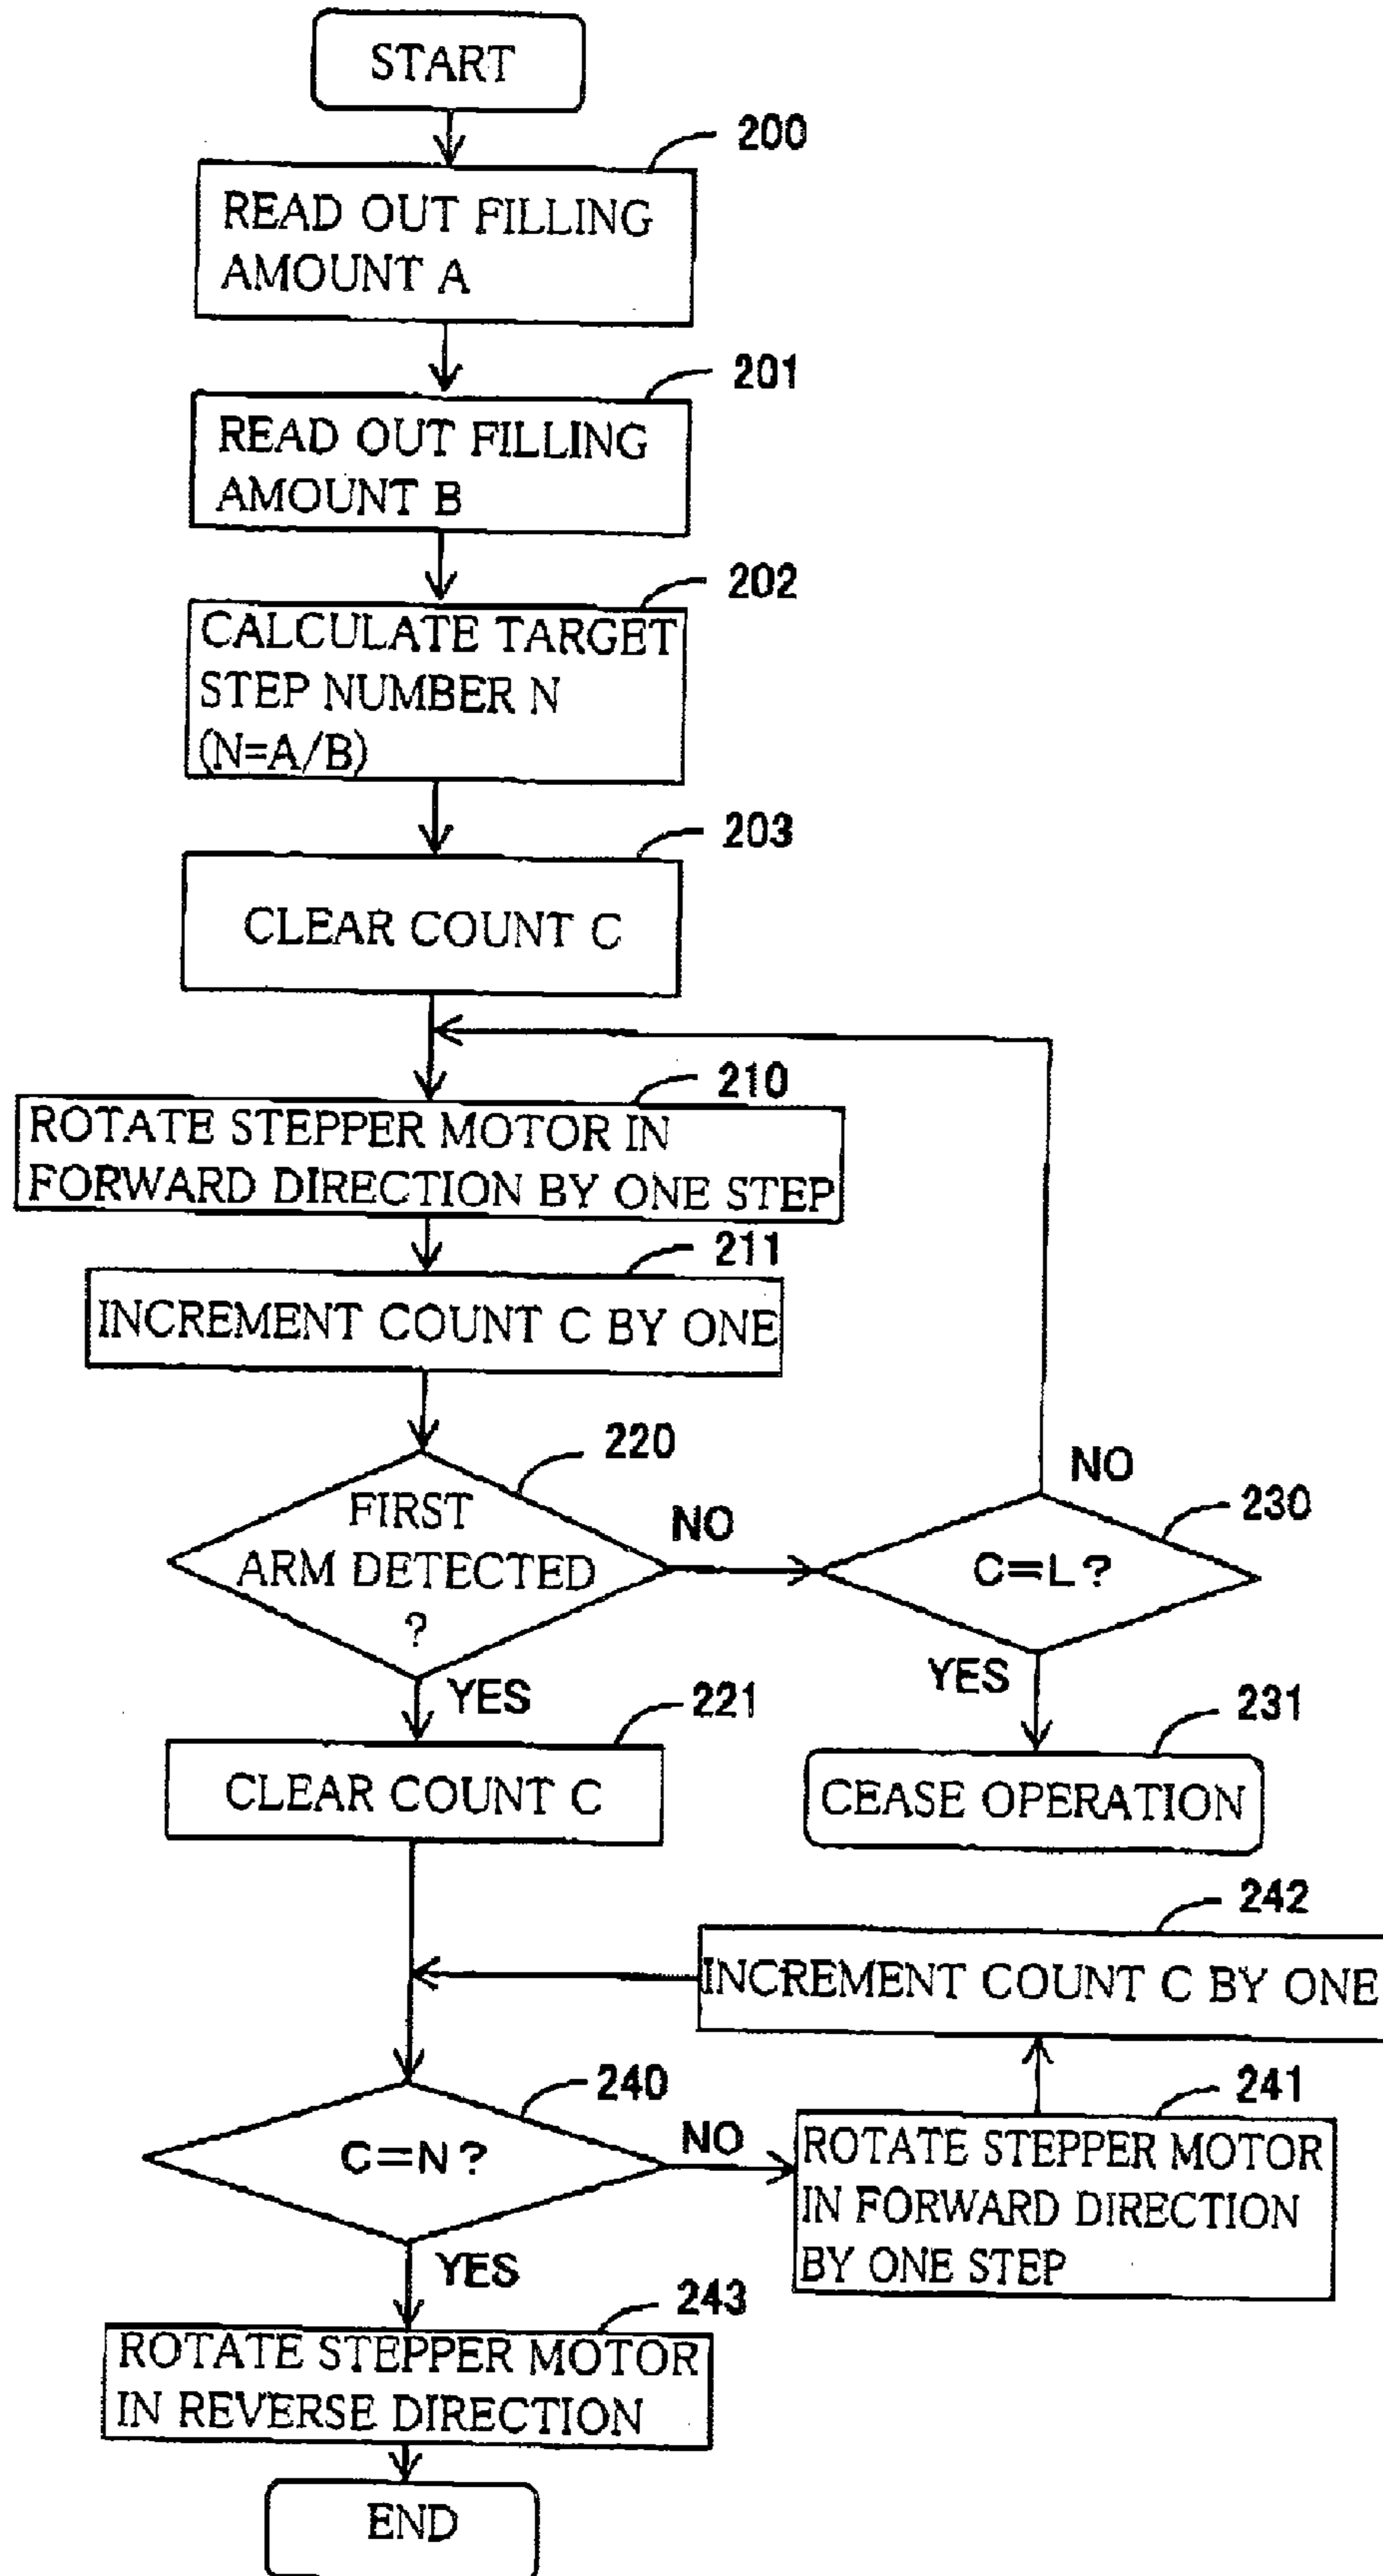 START
200
READ OUT FILLING
AMOUNT A
201
READ OUT FILLING
AMOUNT B
202
CALCULATE TARGET
STEP NUMBER N
(N=A/B)
203
CLEAR COUNT C
210
ROTATE STEPPER MOTOR IN
FORWARD DIRECTION BY ONE STEP
211
INCREMENT COUNT C BY ONE
220
FIRST
ARM DETECTED
?
NO
NO
230
C=L?
YES
YES
221
CLEAR COUNT C
231
CEASE OPERATION
242
INCREMENT COUNT C BY ONE
240
C=N?
NO
241
ROTATE STEPPER MOTOR
IN FORWARD DIRECTION
BY ONE STEP
YES
243
ROTATE STEPPER MOTOR
IN REVERSE DIRECTION
END